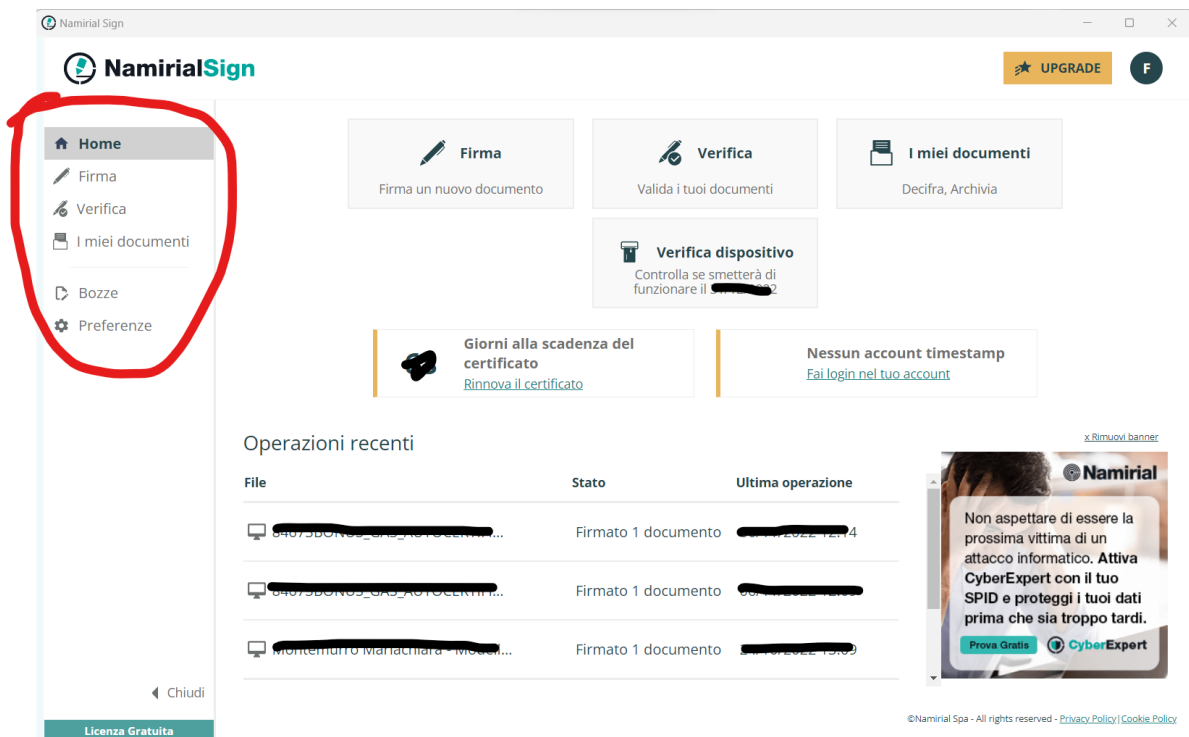 Namirial Sign
NamirialSign
UPGRADE
F
Home
Firma
Verifica
I miei documenti
Bozze
Preferenze
Firma
Firma un nuovo documento
Verifica
Valida i tuoi documenti
I miei documenti
Decifra, Archivia
Verifica dispositivo
Controlla se smetterà di
funzionare il
Giorni alla scadenza del
certificato
Rinnova il certificato
Nessun account timestamp
Fai login nel tuo account
Operazioni recenti
x Rimuovi banner
File Stato Ultima operazione
Firmato 1 documento
Firmato 1 documento
Firmato 1 documento
Namirial
Non aspettare di essere la
prossima vittima di un
attacco informatico. Attiva
CyberExpert con il tuo
SPID e proteggi i tuoi dati
prima che sia troppo tardi.
Prova Gratis CyberExpert
Chiudi
Licenza Gratuita
©Namirial Spa - All rights reserved - Privacy Policy|Cookie Policy